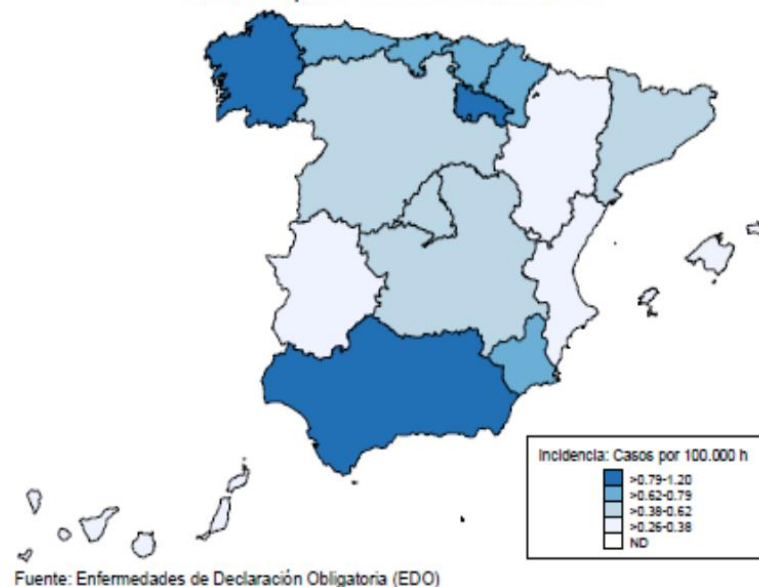 Incidencia: Casos por 100.000 h
>0.79-1.20
>0.62-0.79
>0.38-0.62
>0.26-0.38
ND
Fuente: Enfermedades de Declaración Obligatoria (EDO)